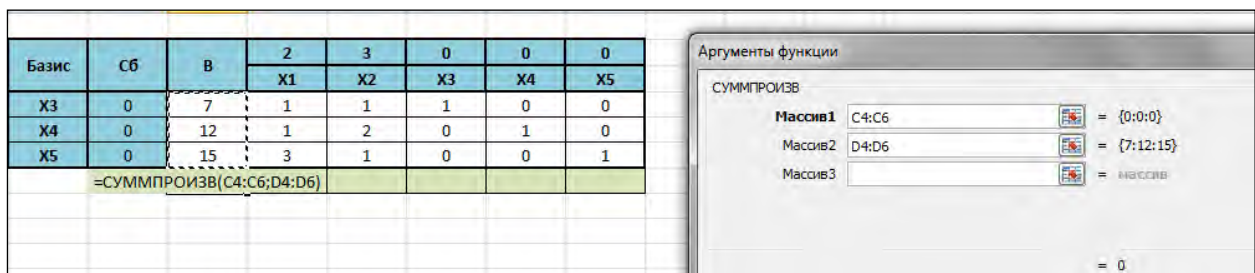 Базис Сб В 2 3 0 0 0
X1 X2 X3 X4 X5
X3 0 7 1 1 1 0 0
X4 0 12 1 2 0 1 0
X5 0 15 3 1 0 0 1
=СУММПРОИЗВ(C4:C6;D4:D6)
Аргументы функции
СУММПРОИЗВ
Массив1 C4:C6 = {0:0:0}
Массив2 D4:D6 = {7:12:15}
Массив3 = массив
= 0